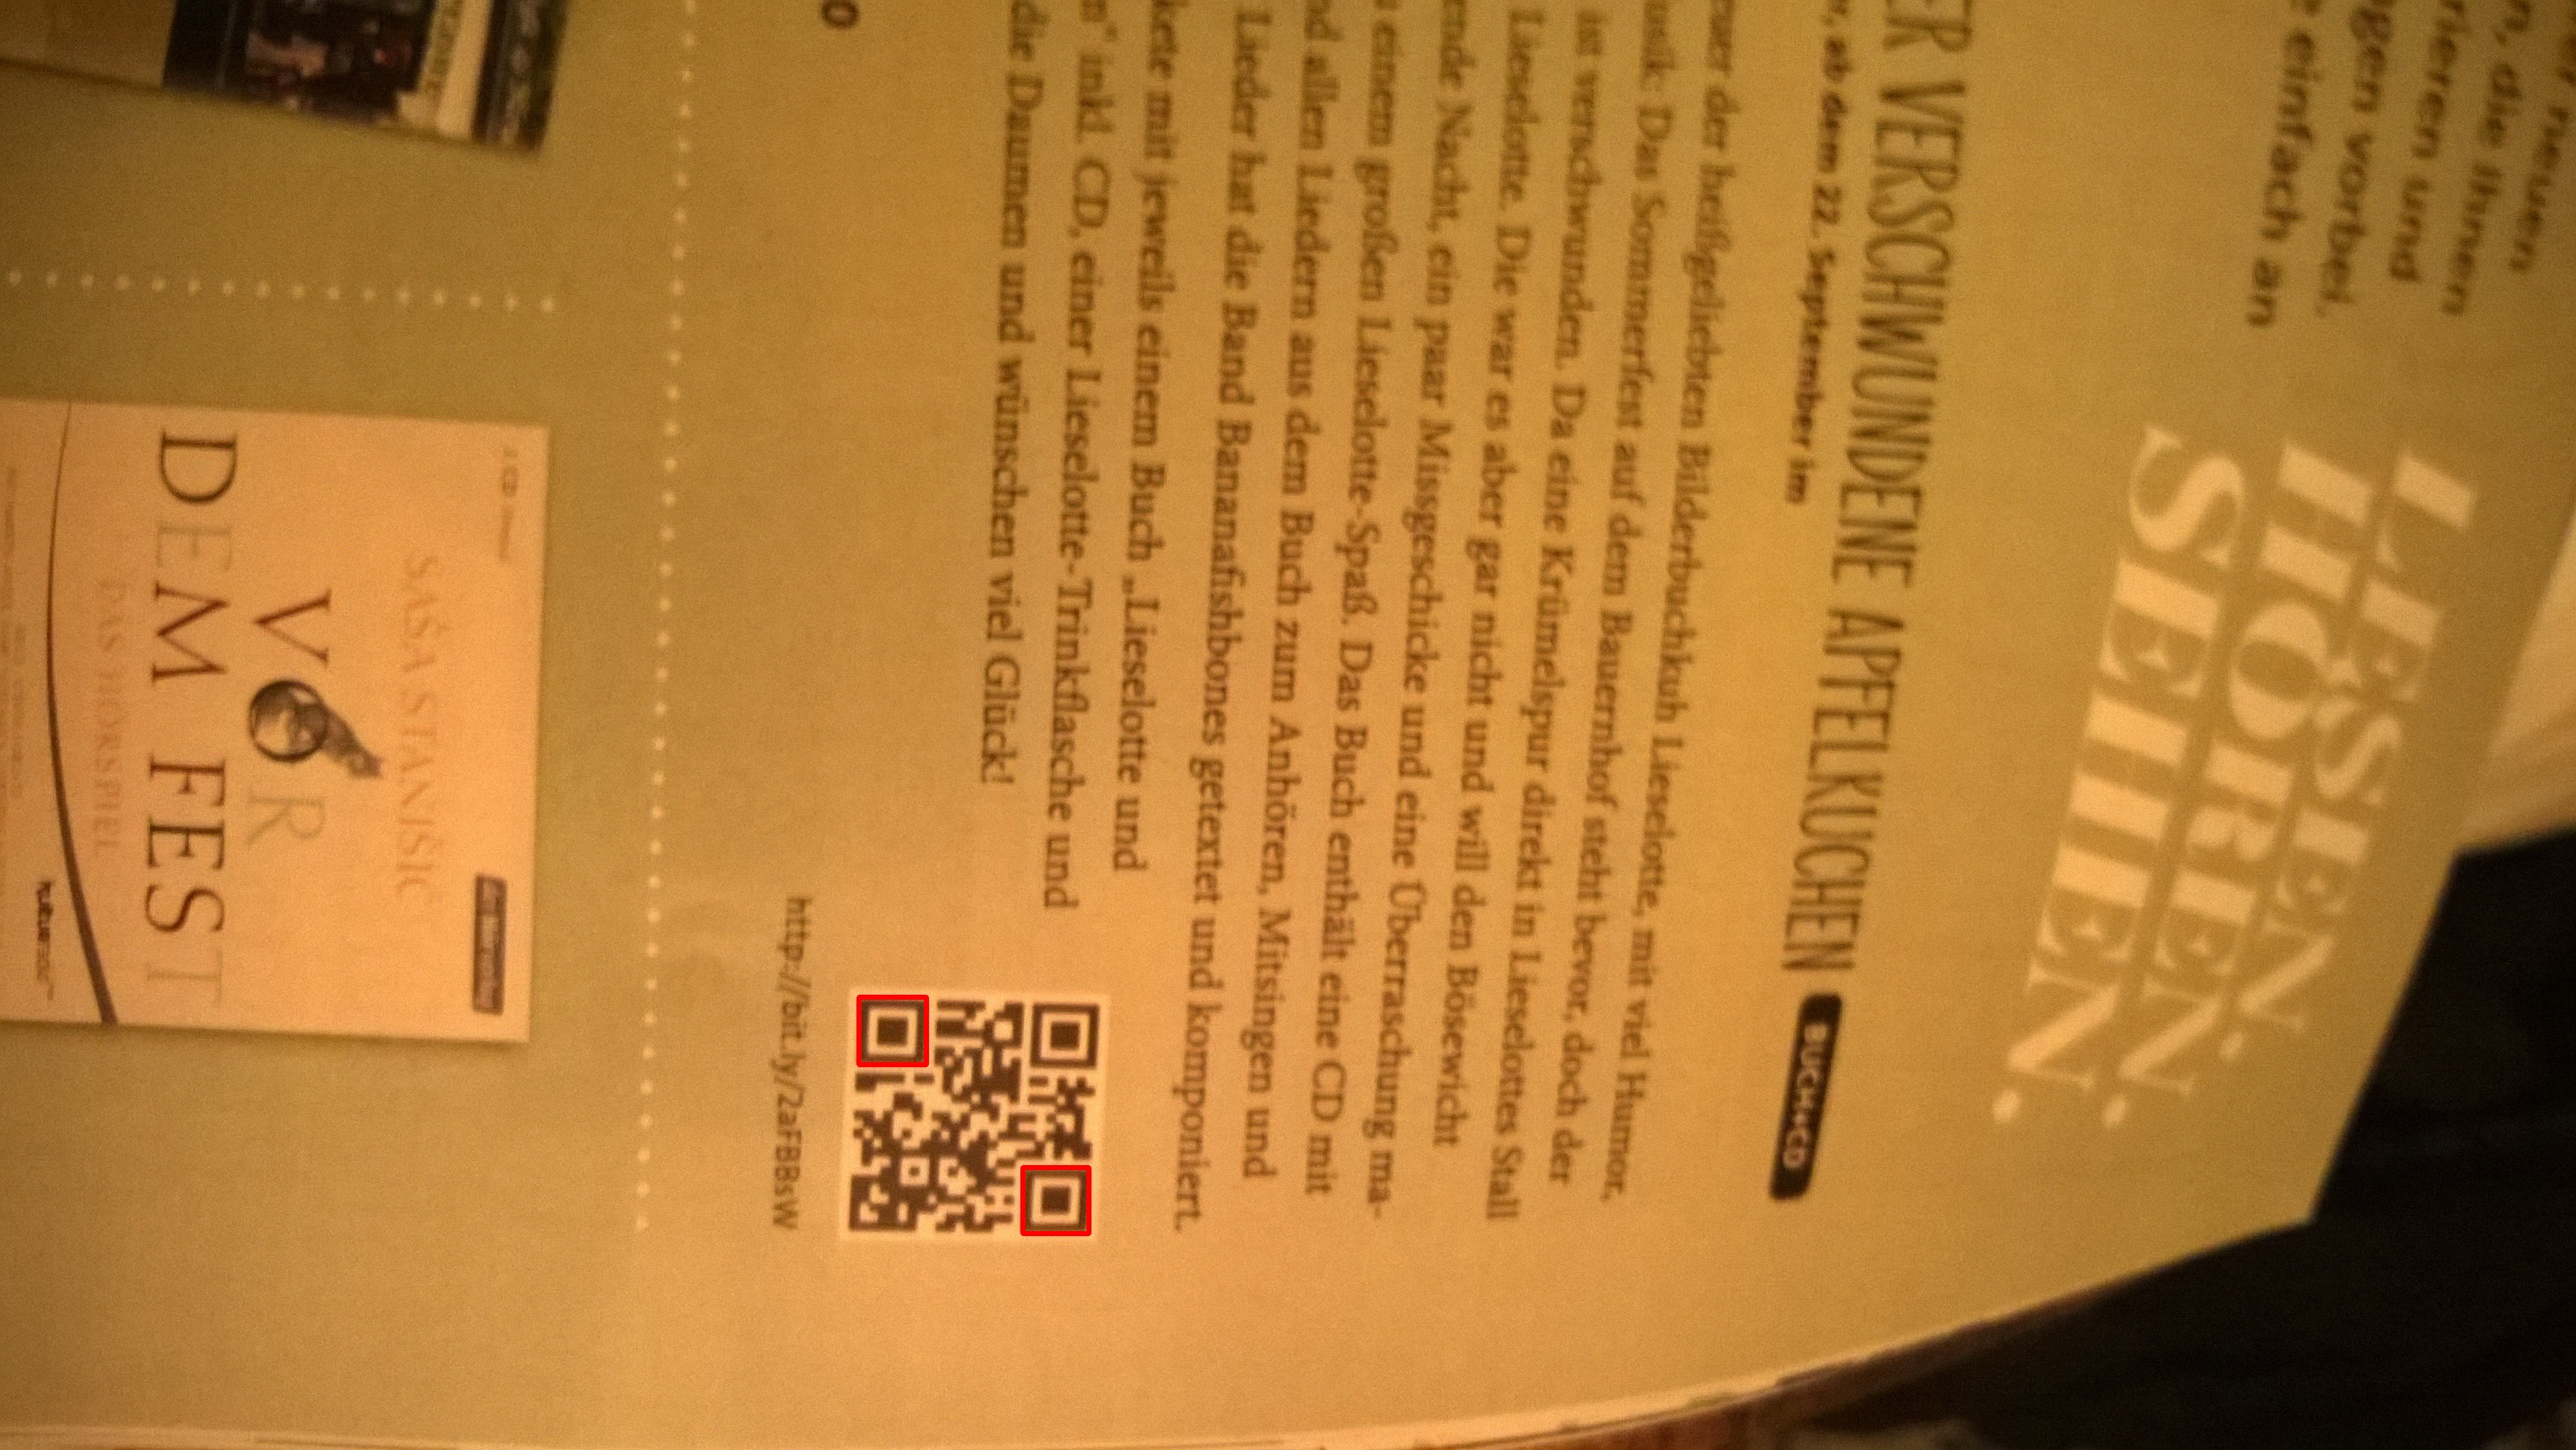 n, die Ihnen
rieren und
gen vorbei.
e einfach an
LESEN.
HÖREN.
SEHEN.
ER VERSCHWUNDENE APFELKUCHEN BUCH+CD
ab dem 22. September im
der heißgeliebten Bilderbuchkuh Lieselotte, mit viel Humor,
usik: Das Sommerfest auf dem Bauernhof steht bevor, doch der
ist verschwunden. Da eine Krümelspur direkt in Lieselottes Stall
Lieselotte. Die war es aber gar nicht und will den Bösewicht
ende Nacht, ein paar Missgeschicke und eine Überraschung ma-
einem großen Lieselotte-Spaß. Das Buch enthält eine CD mit
nd allen Liedern aus dem Buch zum Anhören, Mitsingen und
Lieder hat die Band Bananafishbones getextet und komponiert.
kete mit jeweils einem Buch „Lieselotte und
n“ inkl. CD, einer Lieselotte-Trinkflasche und
die Daumen und wünschen viel Glück!
http://bit.ly/2aFBBsW
SAŠA STANIŠIĆ
VOR
DEM FEST
DAS HÖRSPIEL